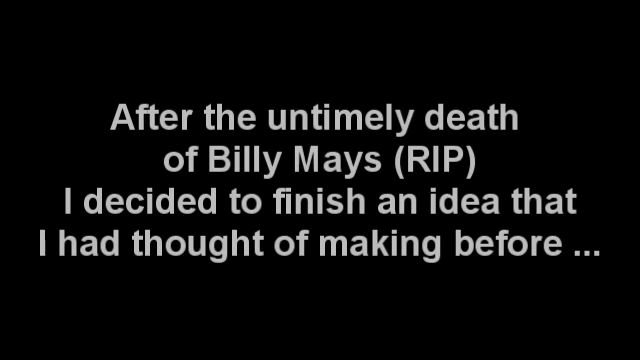 After the untimely death
of Billy Mays (RIP)
I decided to finish an idea that
I had thought of making before ...